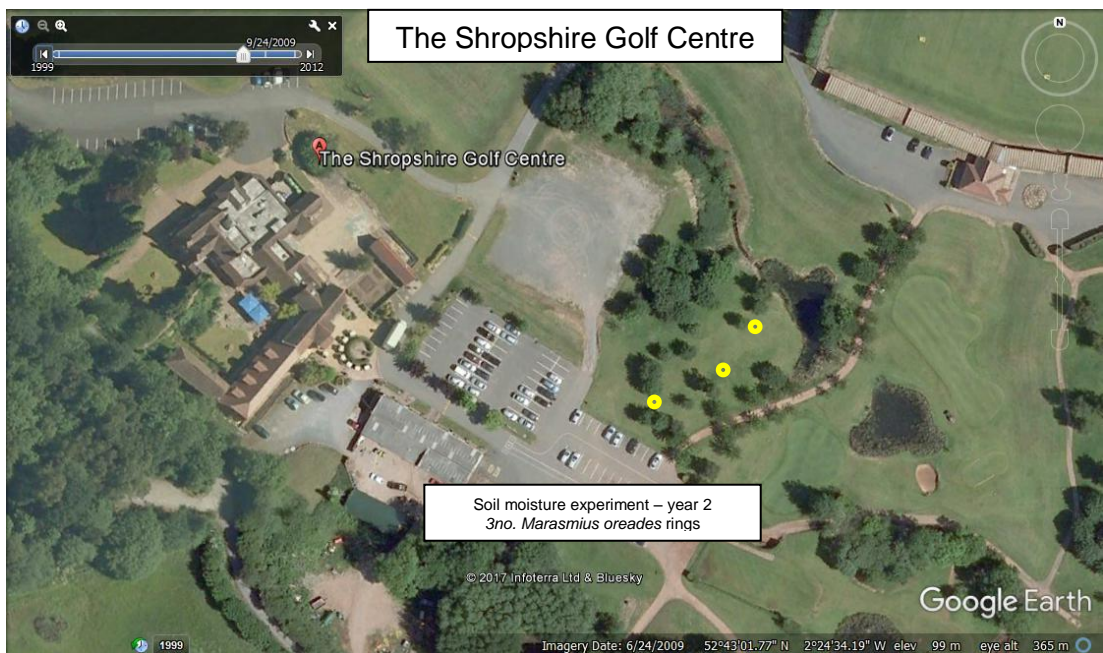 The Shropshire Golf Centre
9/24/2009
1999
2012
N
A
The Shropshire Golf Centre
Soil moisture experiment – year 2
3no. Marasmius oreades rings
© 2017 Infoterra Ltd & Bluesky
Google Earth
1999
Imagery Date: 6/24/2009 52°43'01.77" N 2°24'34.19" W elev 99 m eye alt 365 m